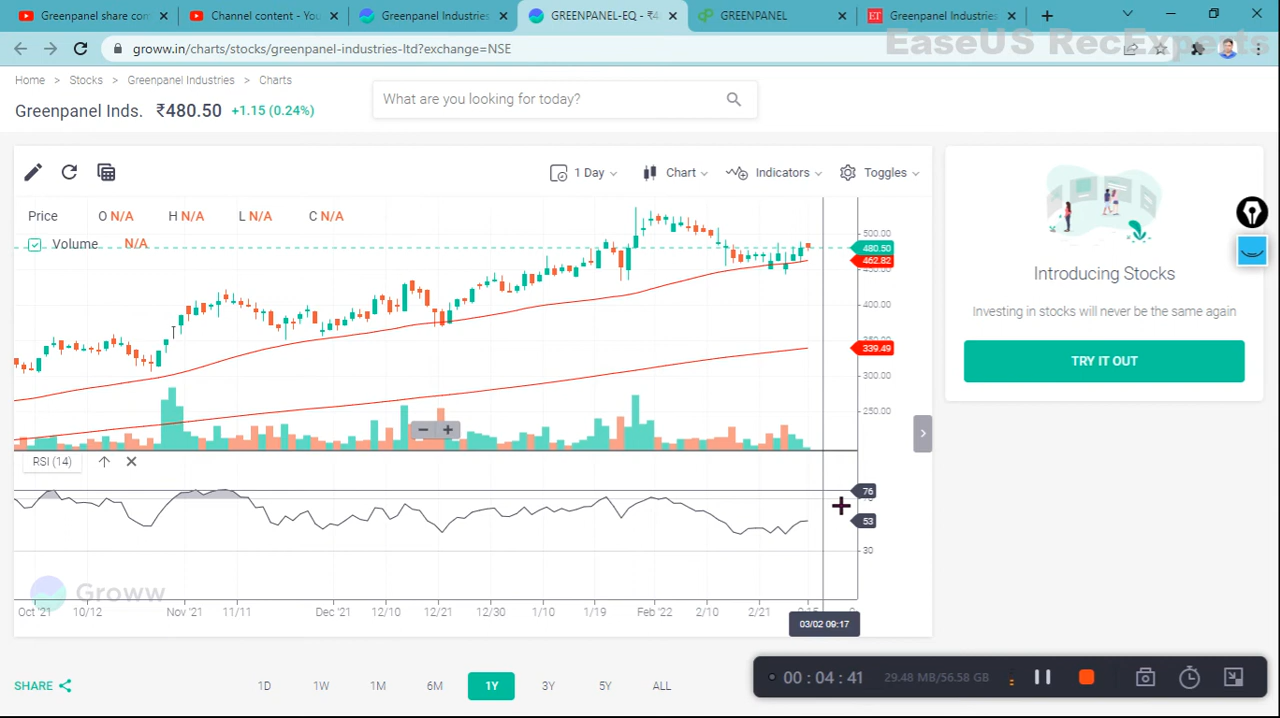 Greenpanel share com
Channel content - You
Greenpanel Industries
GREENPANEL-EQ - ₹4
GREENPANEL
Greenpanel Industries
groww.in/charts/stocks/greenpanel-industries-ltd?exchange=NSE
EaseUS RecExperts
Home > Stocks > Greenpanel Industries > Charts
Greenpanel Inds. ₹480.50 +1.15 (0.24%)
What are you looking for today?
1 Day Chart Indicators Toggles
Price O N/A H N/A L N/A C N/A
Volume N/A
500.00
480.50
462.82
400.00
339.49
300.00
250.00
RSI (14)
76
53
30
Groww
Oct '21 10/12 Nov '21 11/11 Dec '21 12/10 12/21 12/30 1/10 1/19 Feb '22 2/10 2/21
03/02 09:17
Introducing Stocks
Investing in stocks will never be the same again
TRY IT OUT
SHARE
1D 1W 1M 6M 1Y 3Y 5Y ALL
00 : 04 : 41
29.48 MB/56.58 GB